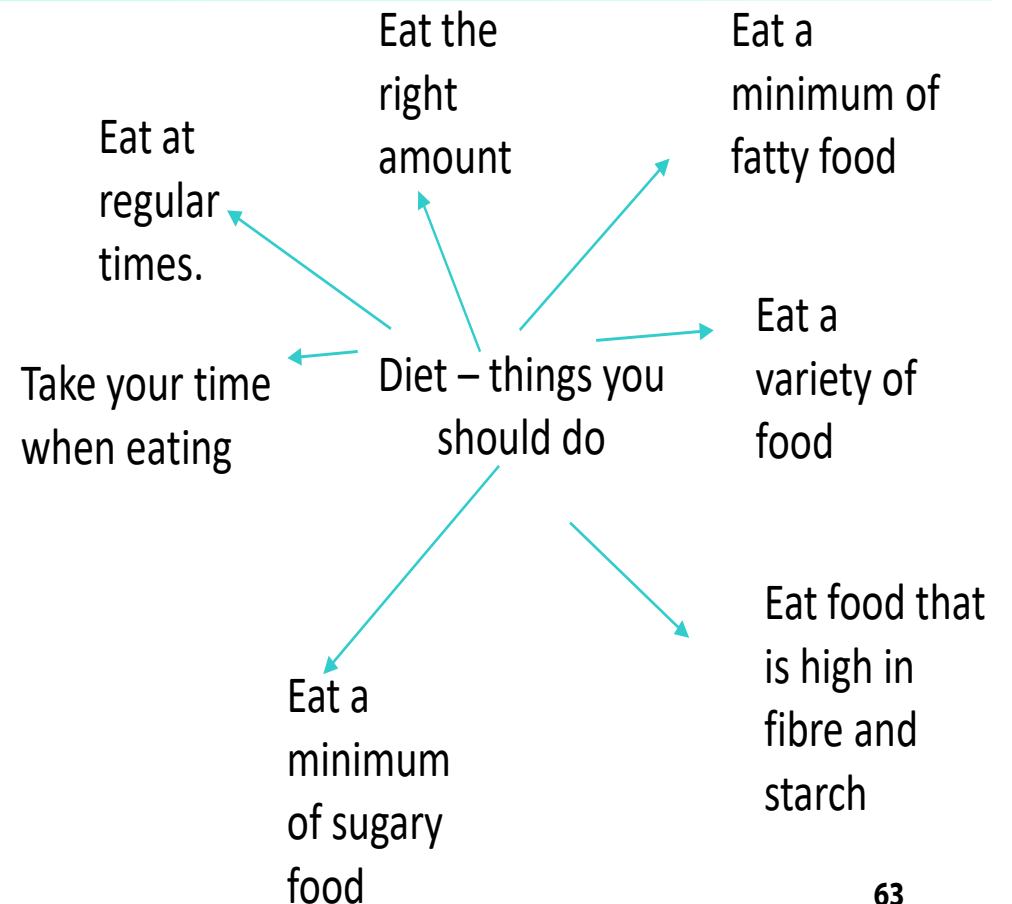 Eat the
right
amount
Eat a
minimum of
fatty food
Eat at
regular
times.
Eat a
variety of
food
Take your time
when eating
Diet – things you
should do
Eat food that
is high in
fibre and
starch
Eat a
minimum
of sugary
food
63